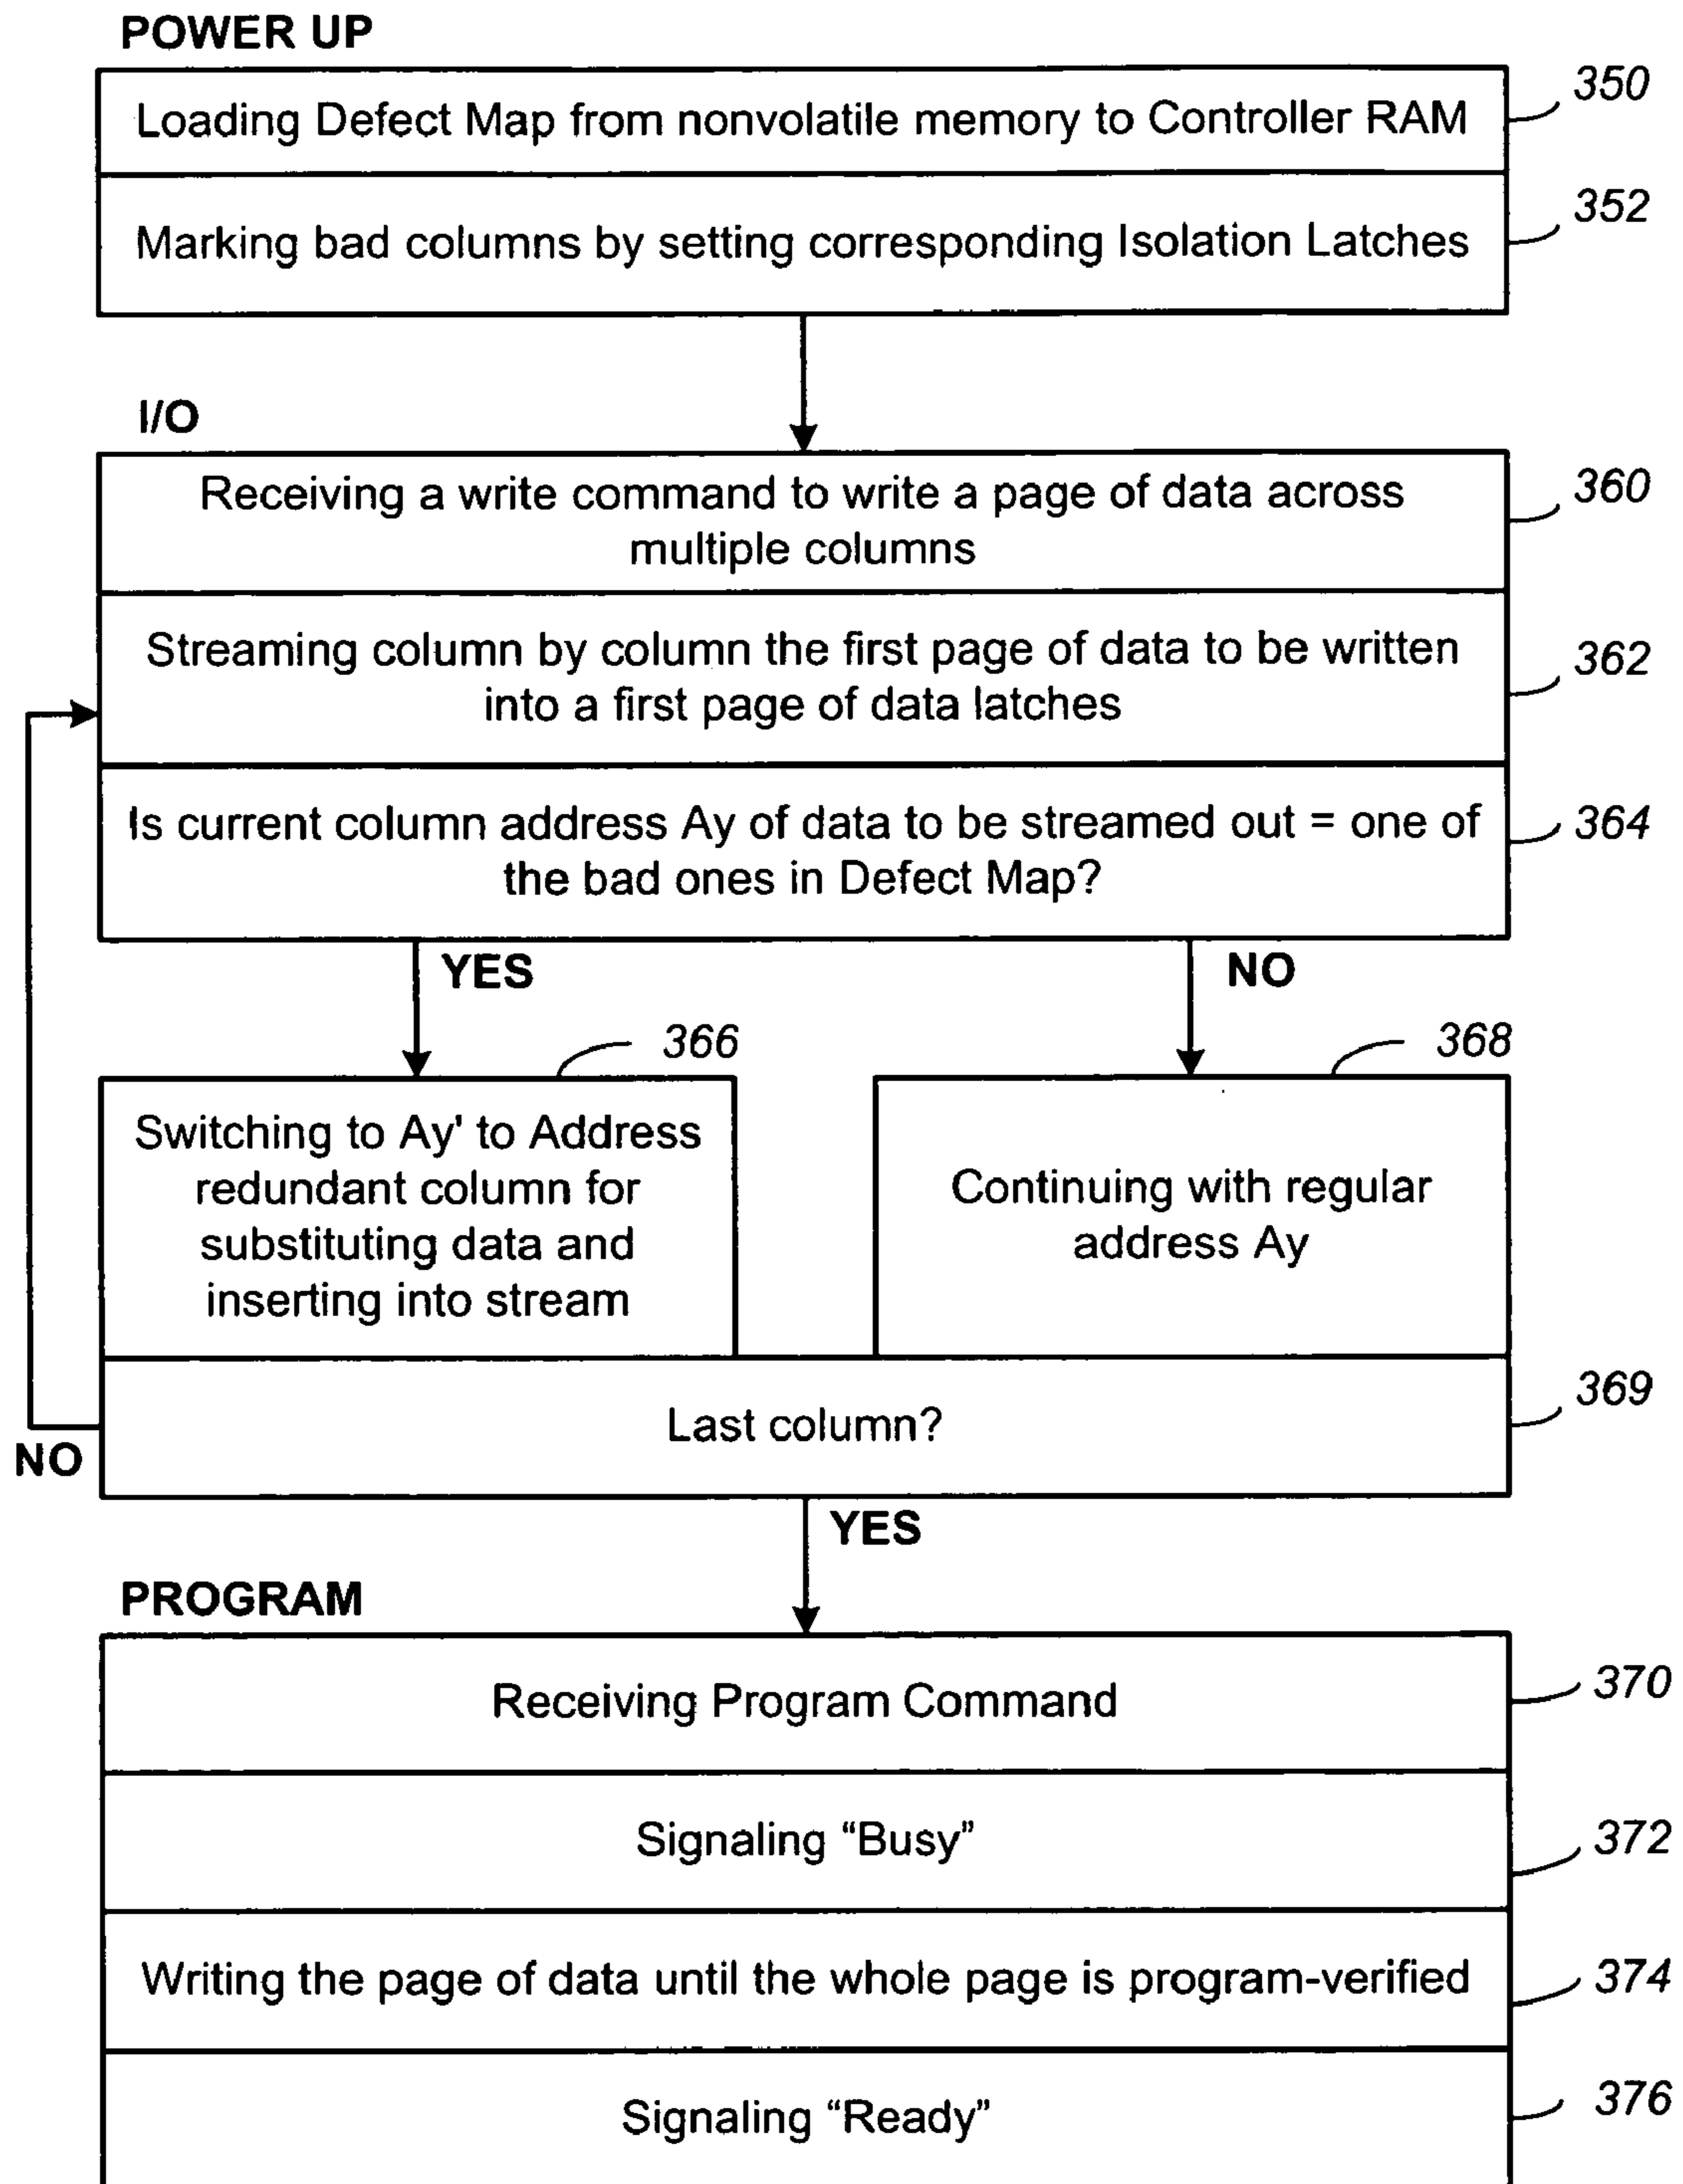 POWER UP
Loading Defect Map from nonvolatile memory to Controller RAM
350
Marking bad columns by setting corresponding Isolation Latches
352
I/O
Receiving a write command to write a page of data across
multiple columns
360
Streaming column by column the first page of data to be written
into a first page of data latches
362
Is current column address Ay of data to be streamed out = one of
the bad ones in Defect Map?
364
YES
NO
366
368
Switching to Ay' to Address
redundant column for
substituting data and
inserting into stream
Continuing with regular
address Ay
Last column?
369
NO
YES
PROGRAM
Receiving Program Command
370
Signaling “Busy”
372
Writing the page of data until the whole page is program-verified
374
Signaling “Ready”
376